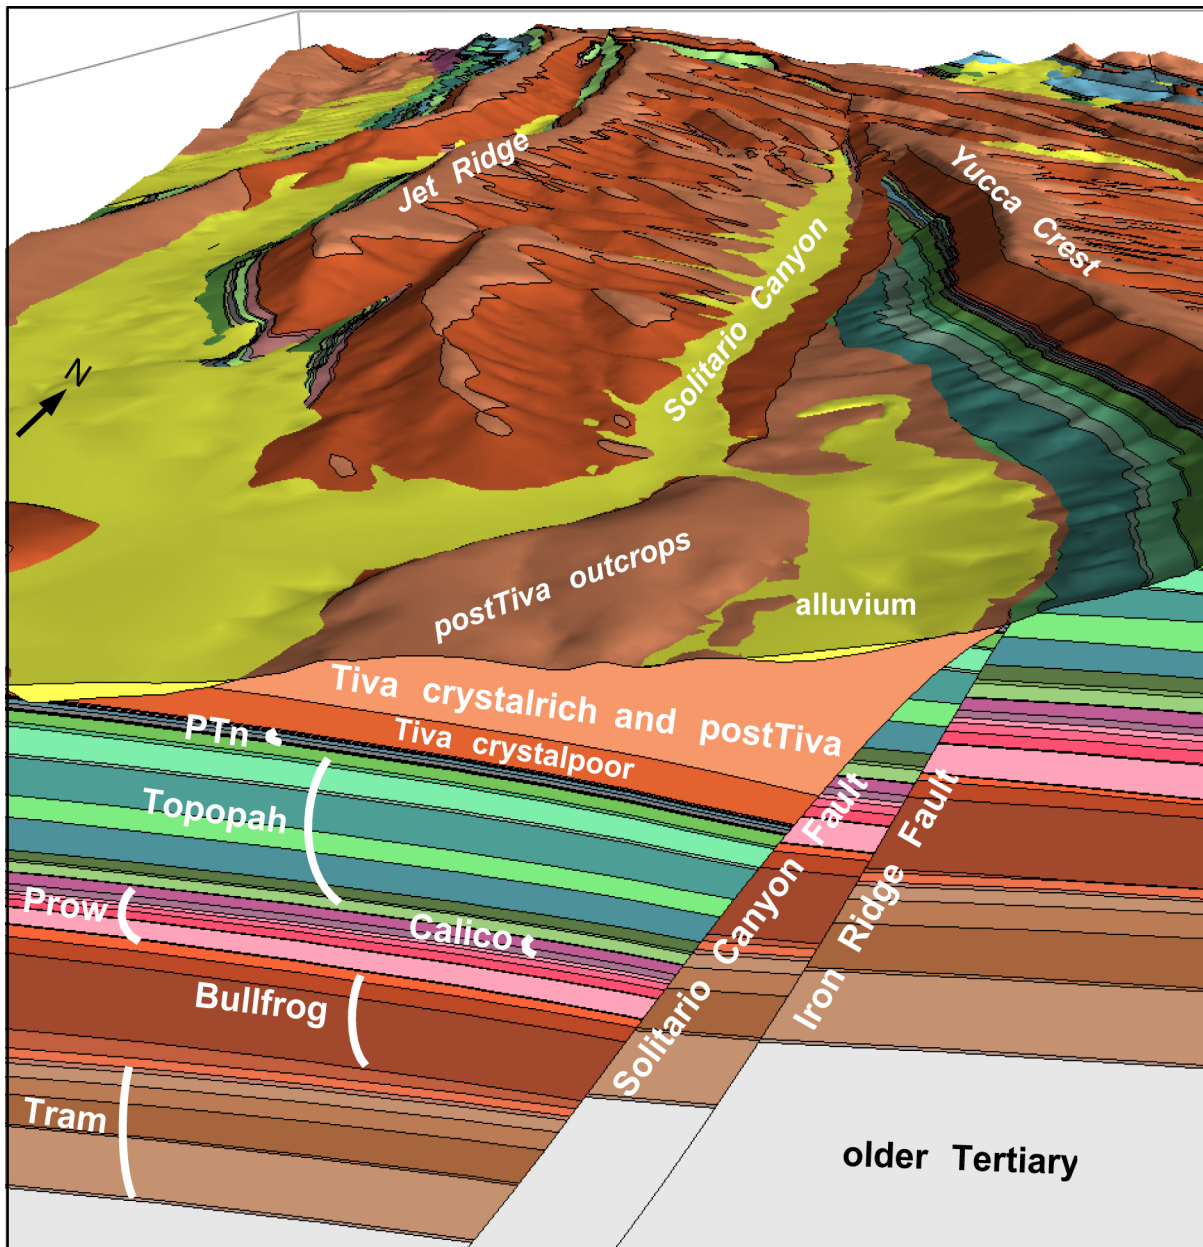 Jet Ridge
Yucca Crest
Solitario Canyon
N
postTiva outcrops
alluvium
Tiva crystalrich and postTiva
PTn
Tiva crystalpoor
Topopah
Prow
Calico
Bullfrog
Solitario Canyon Fault
Iron Ridge Fault
Tram
older Tertiary